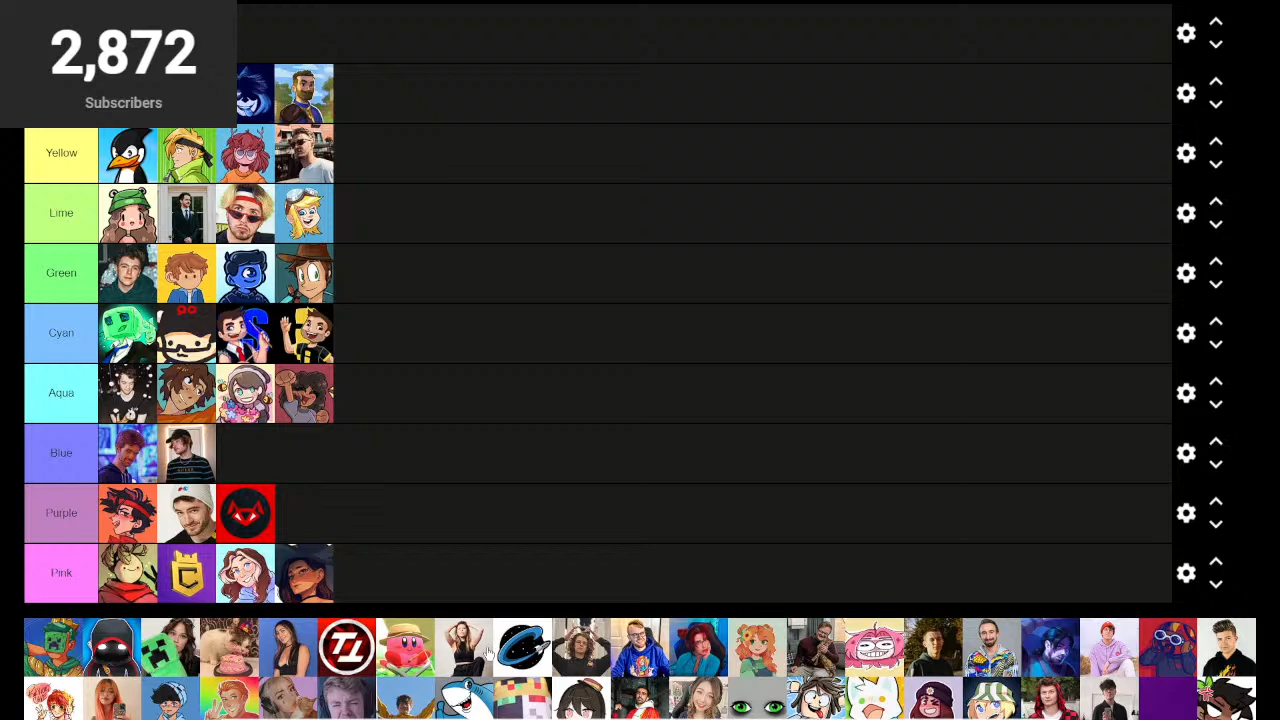 2,872
Subscribers
Yellow
Lime
Green
Cyan
Aqua
Blue
Purple
Pink